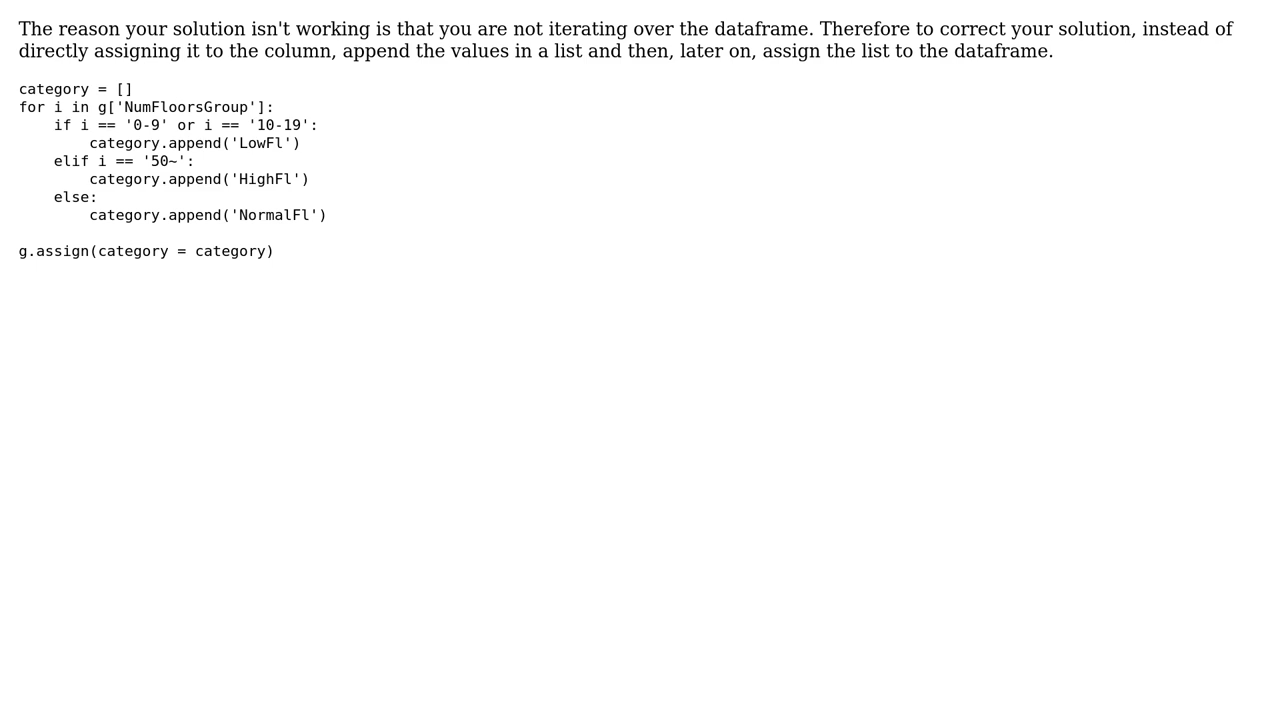 The reason your solution isn't working is that you are not iterating over the dataframe. Therefore to correct your solution, instead of
directly assigning it to the column, append the values in a list and then, later on, assign the list to the dataframe.
category = []
for i in g['NumFloorsGroup']:
    if i == '0-9' or i == '10-19':
        category.append('LowFl')
    elif i == '50~':
        category.append('HighFl')
    else:
        category.append('NormalFl')
g.assign(category = category)